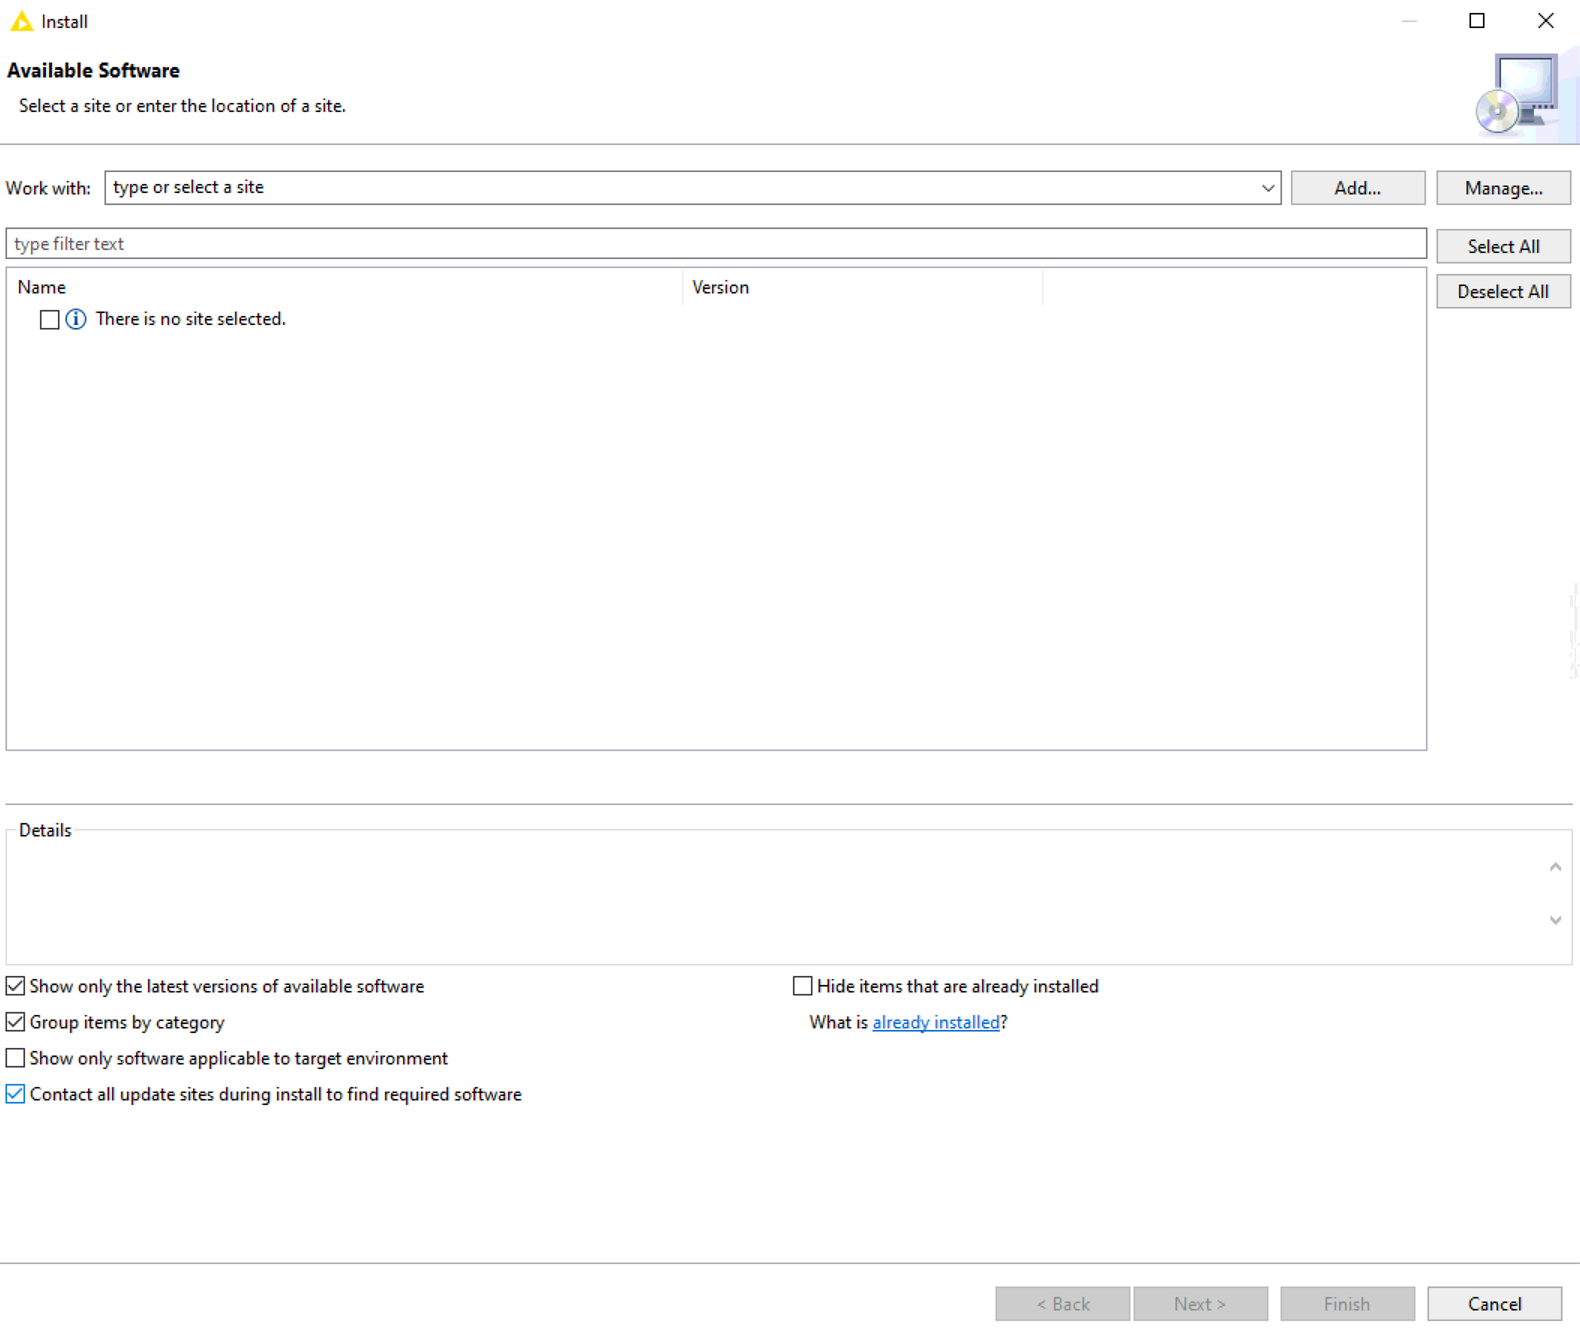 Install
Available Software
Select a site or enter the location of a site.
Work with: type or select a site Add... Manage...
type filter text Select All
Deselect All
Name Version
There is no site selected.
Details
Show only the latest versions of available software Hide items that are already installed
Group items by category What is already installed?
Show only software applicable to target environment
Contact all update sites during install to find required software
< Back Next > Finish Cancel